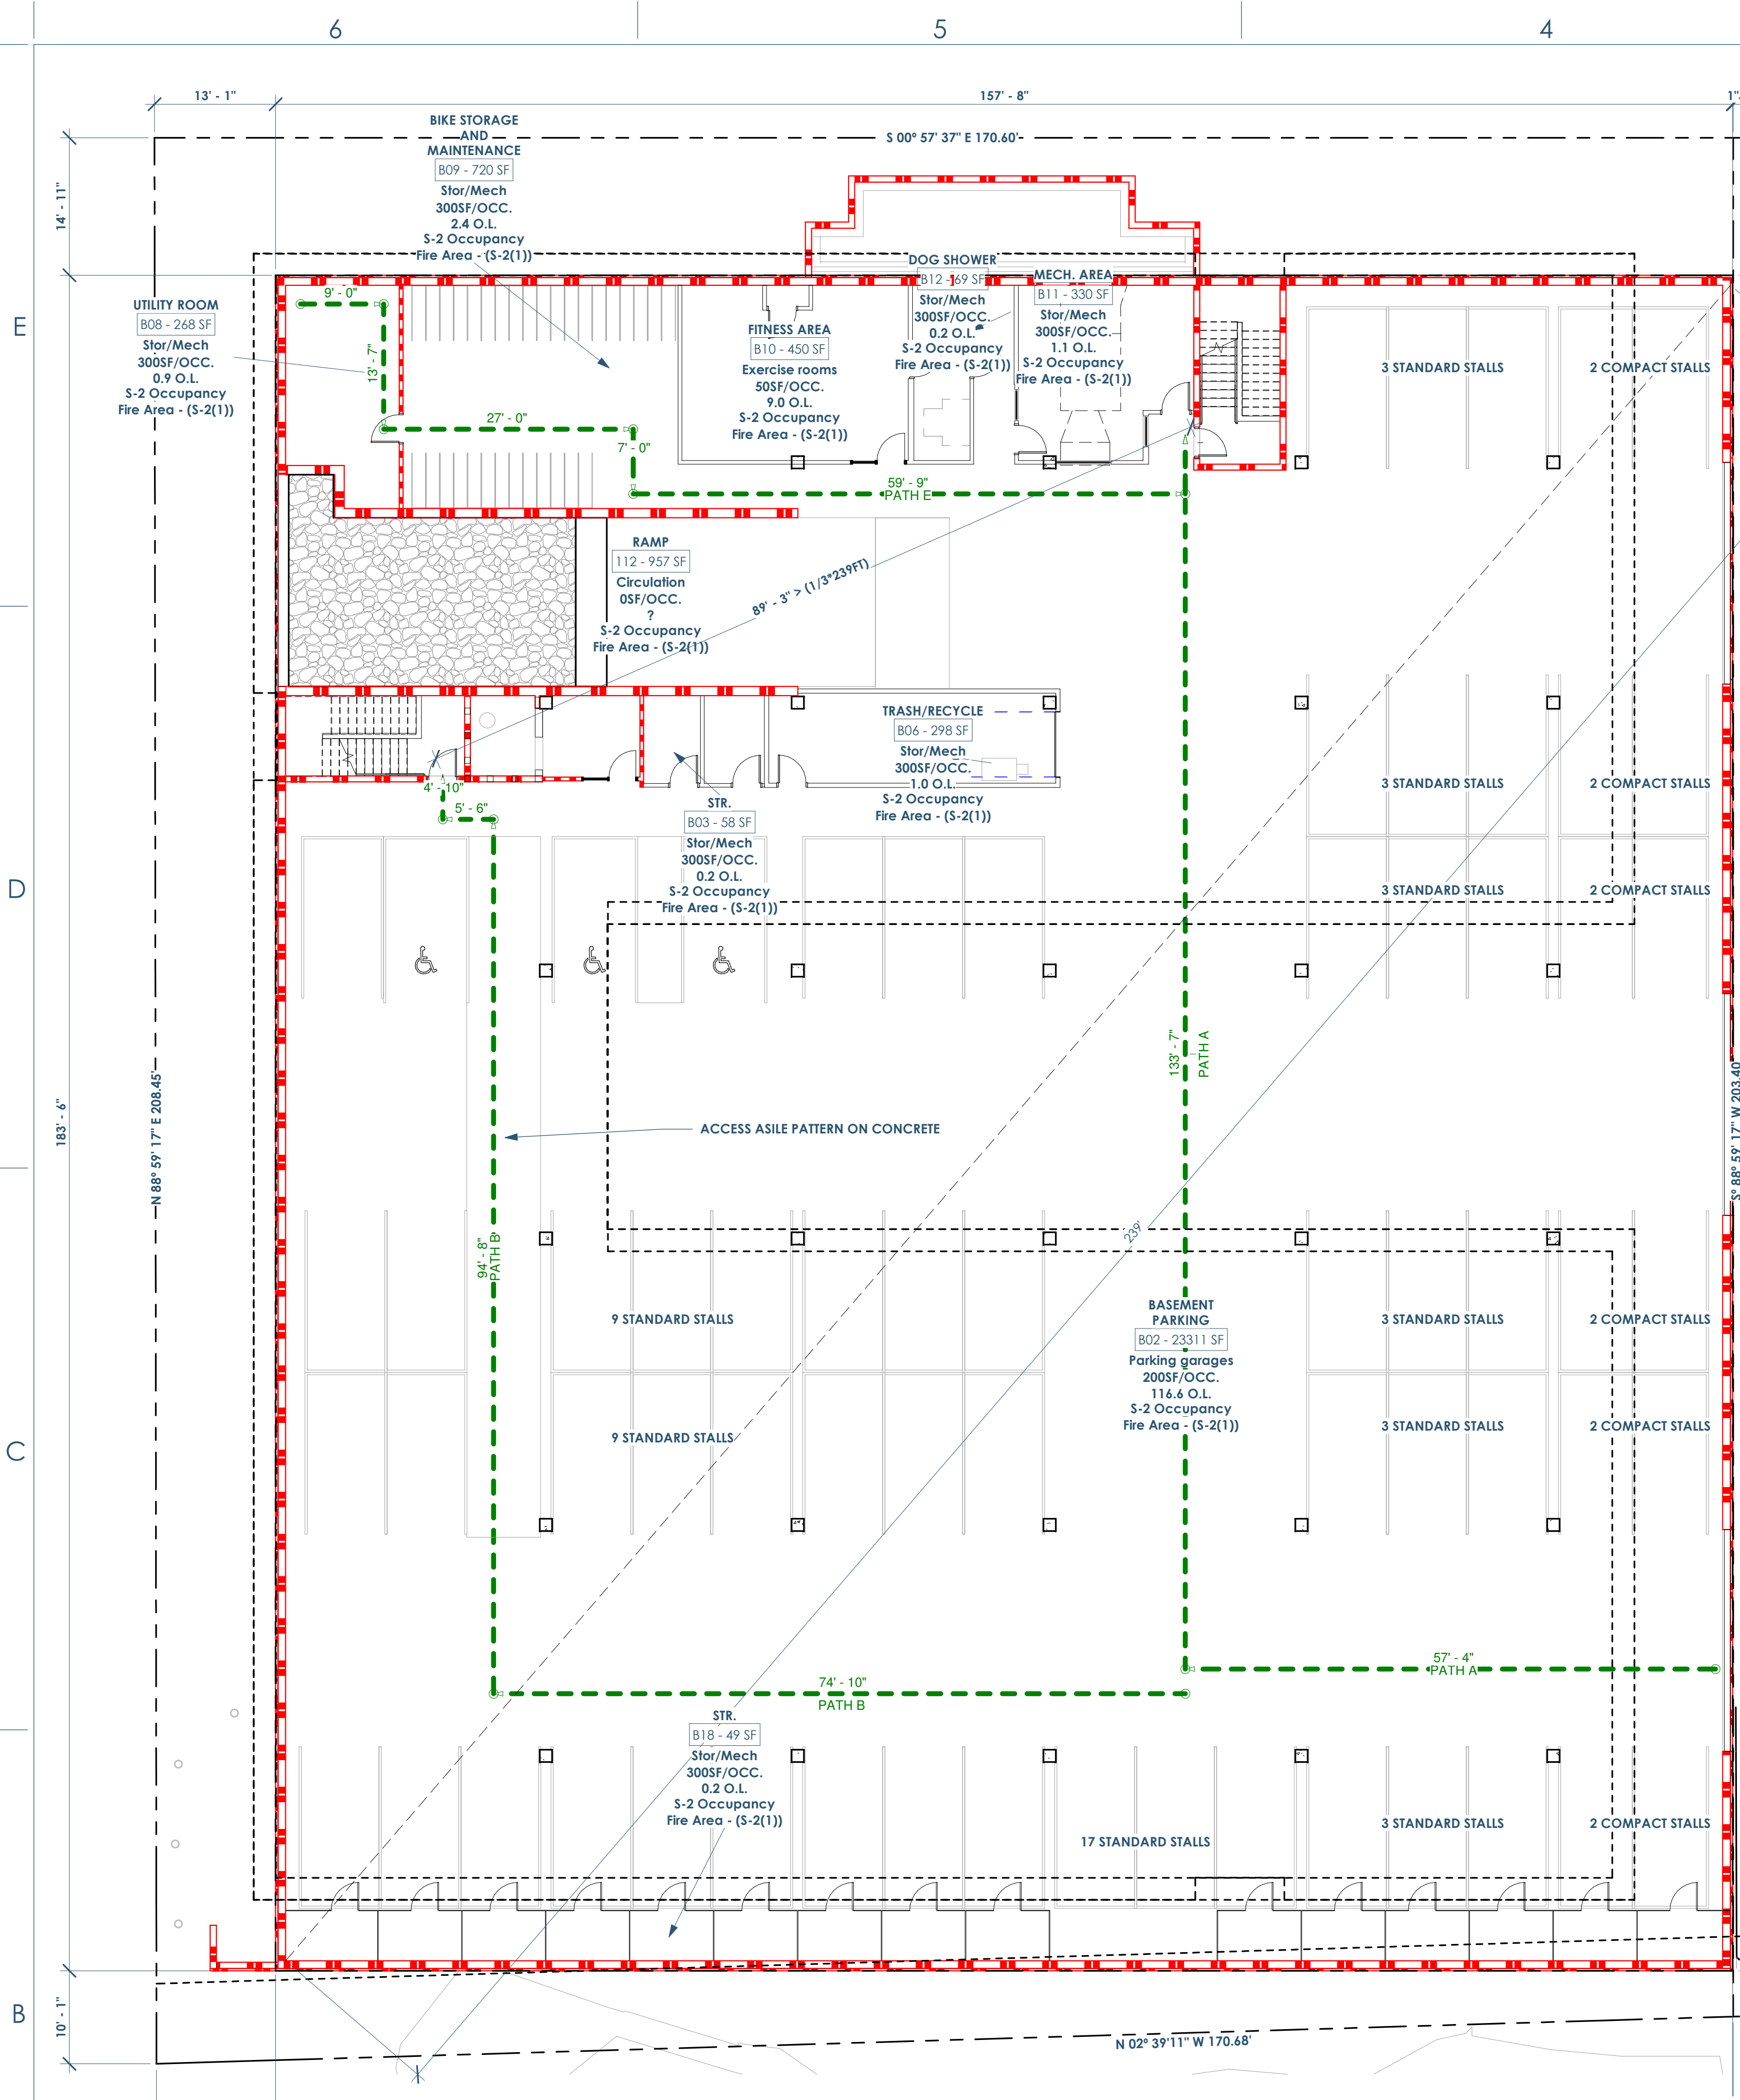 6
5
4
13' - 1"
157' - 8"
1"
S 00° 57' 37" E 170.60'
14' - 11"
BIKE STORAGE
AND
MAINTENANCE
B09 - 720 SF
Stor/Mech
300SF/OCC.
2.4 O.L.
S-2 Occupancy
Fire Area - (S-2(1))
E
UTILITY ROOM
B08 - 268 SF
Stor/Mech
300SF/OCC.
0.9 O.L.
S-2 Occupancy
Fire Area - (S-2(1))
9' - 0"
13' - 7"
27' - 0"
7' - 0"
FITNESS AREA
B10 - 450 SF
Exercise rooms
50SF/OCC.
9.0 O.L.
S-2 Occupancy
Fire Area - (S-2(1))
DOG SHOWER
B12 - 69 SF
Stor/Mech
300SF/OCC.
0.2 O.L.
S-2 Occupancy
Fire Area - (S-2(1))
MECH. AREA
B11 - 330 SF
Stor/Mech
300SF/OCC.
1.1 O.L.
S-2 Occupancy
Fire Area - (S-2(1))
3 STANDARD STALLS
2 COMPACT STALLS
59' - 9"
PATH E
RAMP
112 - 957 SF
Circulation
0SF/OCC.
?
S-2 Occupancy
Fire Area - (S-2(1))
89' - 3" > (1/3*239FT)
TRASH/RECYCLE
B06 - 298 SF
Stor/Mech
300SF/OCC.
1.0 O.L.
S-2 Occupancy
Fire Area - (S-2(1))
3 STANDARD STALLS
2 COMPACT STALLS
4' - 10"
5' - 6"
STR.
B03 - 58 SF
Stor/Mech
300SF/OCC.
0.2 O.L.
S-2 Occupancy
Fire Area - (S-2(1))
D
3 STANDARD STALLS
2 COMPACT STALLS
183' - 6"
N 88° 59' 17" E 208.45'
133' - 7"
PATH A
S° 88° 59' 17" W 203.40'
ACCESS ASILE PATTERN ON CONCRETE
94' - 8"
PATH B
239'
9 STANDARD STALLS
BASEMENT
PARKING
B02 - 23311 SF
Parking garages
200SF/OCC.
116.6 O.L.
S-2 Occupancy
Fire Area - (S-2(1))
3 STANDARD STALLS
2 COMPACT STALLS
C
9 STANDARD STALLS
3 STANDARD STALLS
2 COMPACT STALLS
74' - 10"
PATH B
57' - 4"
PATH A
STR.
B18 - 49 SF
Stor/Mech
300SF/OCC.
0.2 O.L.
S-2 Occupancy
Fire Area - (S-2(1))
17 STANDARD STALLS
3 STANDARD STALLS
2 COMPACT STALLS
B
10' - 1"
N 02° 39'11" W 170.68'